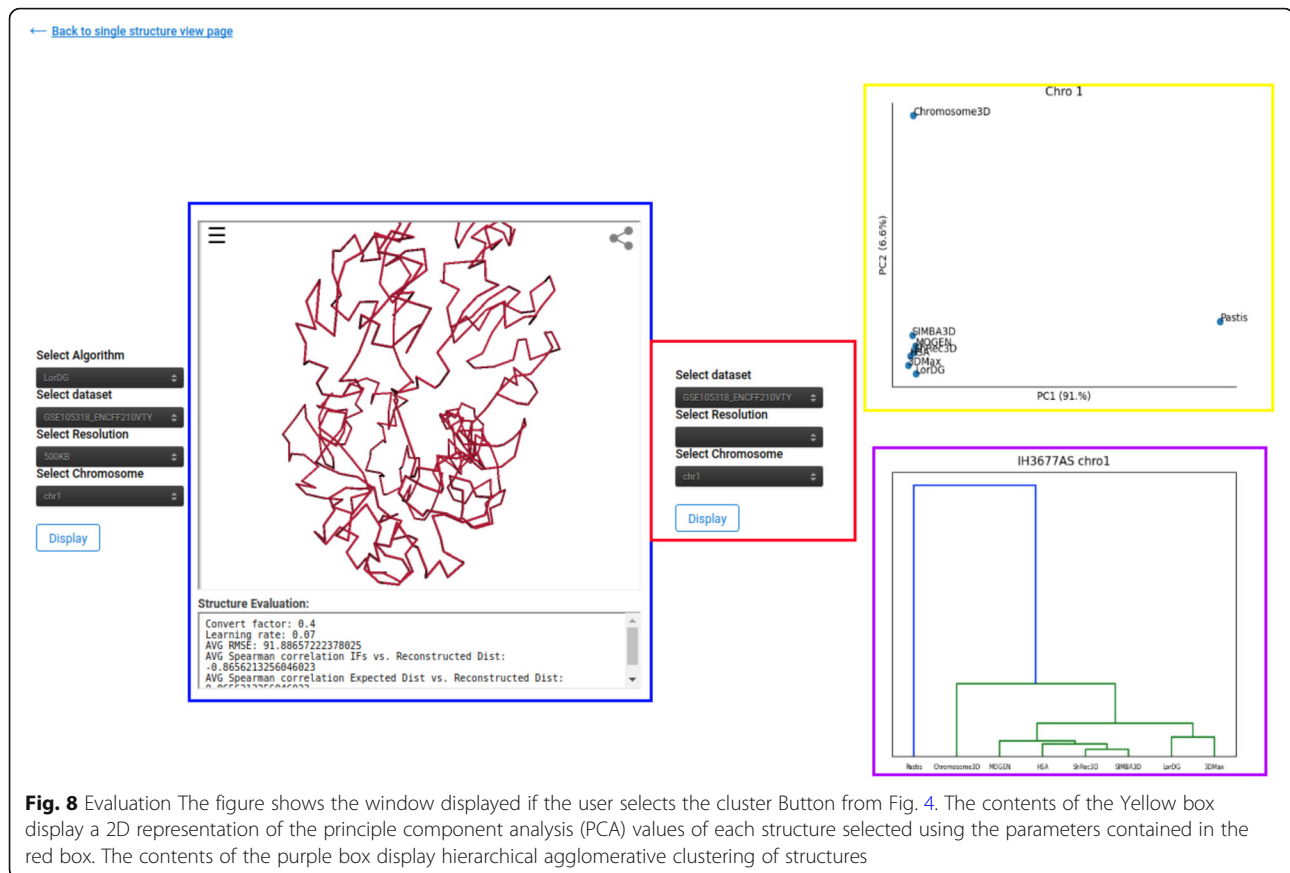 ← Back to single structure view page
Select Algorithm
LorDG
Select dataset
GSE105318_ENCFF210VTY
Select Resolution
500KB
Select Chromosome
chr1
Display
Structure Evaluation:
Convert factor: 0.4
Learning rate: 0.07
AVG RMSE: 91.88657222378025
AVG Spearman correlation IFs vs. Reconstructed Dist:
-0.8656213256046023
AVG Spearman correlation Expected Dist vs. Reconstructed Dist:
Select dataset
GSE105318_ENCFF210VTY
Select Resolution
Select Chromosome
chr1
Display
Chro 1
Chromosome3D
PC2 (6.6%)
Pastis
SIMBA3D
MOGEN
ShRec3D
HSA
3DMax
LorDG
PC1 (91.%)
IH3677AS chro1
Pastis Chromosome3D MOGEN HSA ShRec3D SIMBA3D LorDG 3DMax
Fig. 8 Evaluation The figure shows the window displayed if the user selects the cluster Button from Fig. 4. The contents of the Yellow box
display a 2D representation of the principle component analysis (PCA) values of each structure selected using the parameters contained in the
red box. The contents of the purple box display hierarchical agglomerative clustering of structures